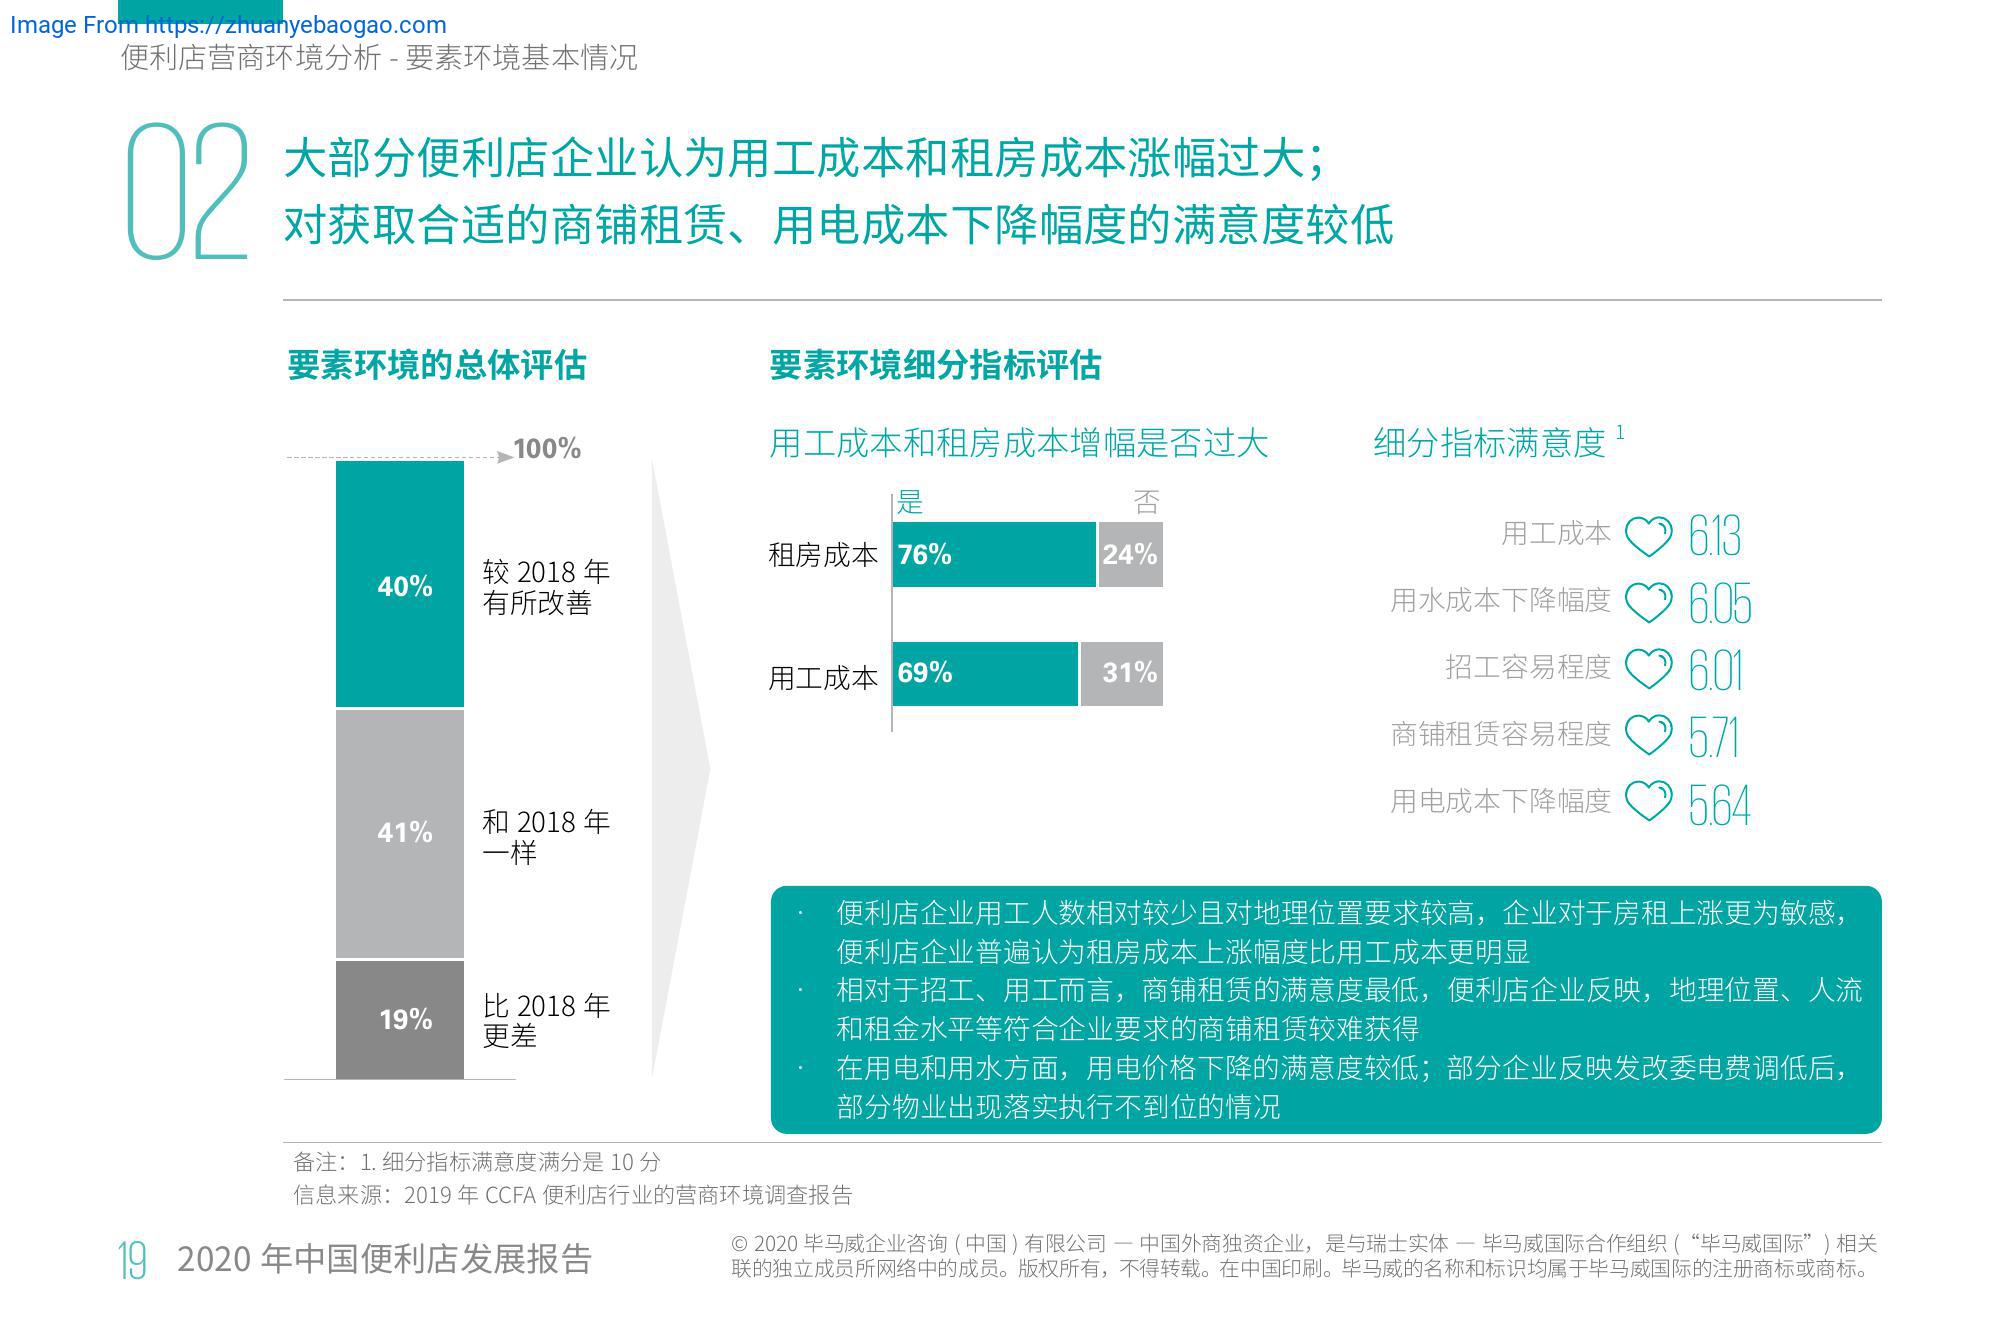 Image From https://zhuanyebaogao.com
便利店营商环境分析 - 要素环境基本情况
02
大部分便利店企业认为用工成本和租房成本涨幅过大；
对获取合适的商铺租赁、用电成本下降幅度的满意度较低
要素环境的总体评估
100%
40%
较 2018 年
有所改善
41%
和 2018 年
一样
19%
比 2018 年
更差
要素环境细分指标评估
用工成本和租房成本增幅是否过大
是 否
租房成本 76% 24%
用工成本 69% 31%
细分指标满意度 1
用工成本 6.13
用水成本下降幅度 6.05
招工容易程度 6.01
商铺租赁容易程度 5.71
用电成本下降幅度 5.64
· 便利店企业用工人数相对较少且对地理位置要求较高，企业对于房租上涨更为敏感，
便利店企业普遍认为租房成本上涨幅度比用工成本更明显
· 相对于招工、用工而言，商铺租赁的满意度最低，便利店企业反映，地理位置、人流
和租金水平等符合企业要求的商铺租赁较难获得
· 在用电和用水方面，用电价格下降的满意度较低；部分企业反映发改委电费调低后，
部分物业出现落实执行不到位的情况
备注：1. 细分指标满意度满分是 10 分
信息来源：2019 年 CCFA 便利店行业的营商环境调查报告
19 2020 年中国便利店发展报告
© 2020 毕马威企业咨询 ( 中国 ) 有限公司 — 中国外商独资企业，是与瑞士实体 — 毕马威国际合作组织 (“毕马威国际”) 相关
联的独立成员所网络中的成员。版权所有，不得转载。在中国印刷。毕马威的名称和标识均属于毕马威国际的注册商标或商标。